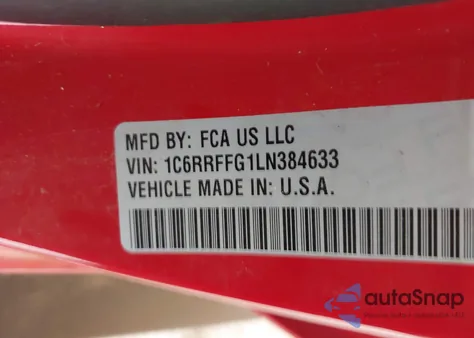 MFD BY: FCA US LLC
VIN: 1C6RRFFG1LN384633
VEHICLE MADE IN: U.S.A.
autoSnap